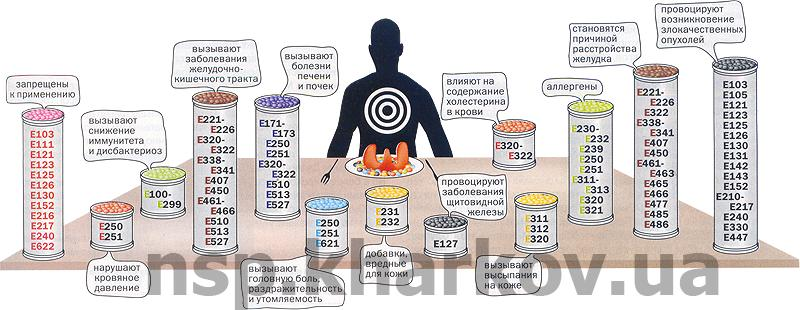 запрещены
к применению
E103
E111
E121
E123
E125
E126
E130
E152
E216
E217
E240
E622
вызывают
снижение
иммунитета
и дисбактериоз
E100-
E299
E250
E251
нарушают
кровяное
давление
вызывают
заболевания
желудочно-
кишечного тракта
E221-
E226
E320-
E322
E338-
E341
E407
E450
E461-
E466
E510
E513
E527
вызывают
болезни
печени
и почек
E171-
E173
E250
E251
E320-
E322
E510
E513
E527
E250
E251
E621
вызывают
головную боль,
раздражительность
и утомляемость
E231
E232
добавки,
вредные
для кожи
влияют на
содержание
холестерина
в крови
E320-
E322
провоцируют
заболевания
щитовидной
железы
E127
E311
E312
E320
вызывают
высыпания
на коже
аллергены
E230-
E232
E239
E250
E251
E311-
E313
E320
E321
становятся
причиной
расстройства
желудка
E221-
E226
E322
E338-
E341
E407
E450
E461-
E463
E465
E466
E477
E485
E486
провоцируют
возникновение
злокачественных
опухолей
E103
E105
E121
E123
E125
E126
E130
E131
E142
E143
E152
E210-
E217
E240
E330
E447
nsp.kharkov.ua